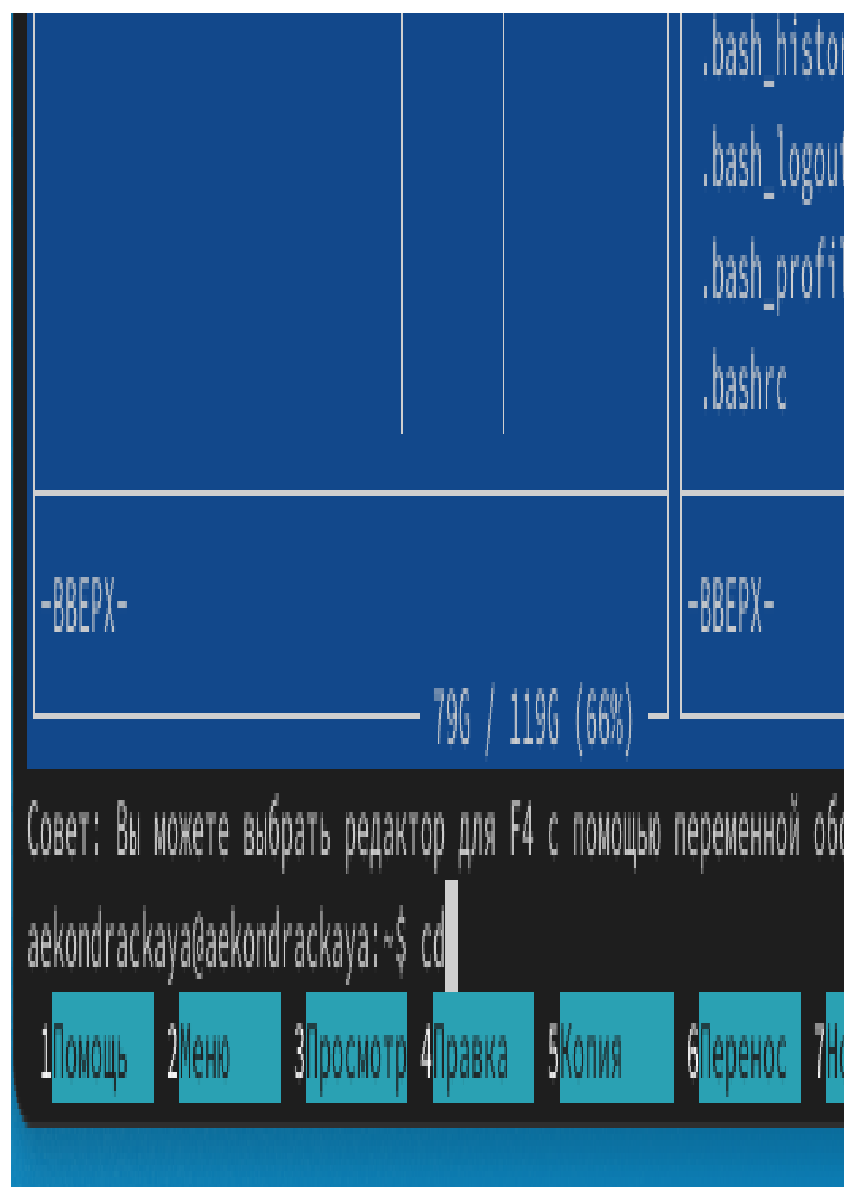 .bash_histor
.bash_logout
.bash_profil
.bashrc
-ВВЕРХ- -ВВЕРХ-
79G / 119G (66%)
Совет: Вы можете выбрать редактор для F4 с помощью переменной обо
aekondrackaya@aekondrackaya:~$ cd
1Помощь 2Меню 3Просмотр 4Правка 5Копия 6Перенос 7Но